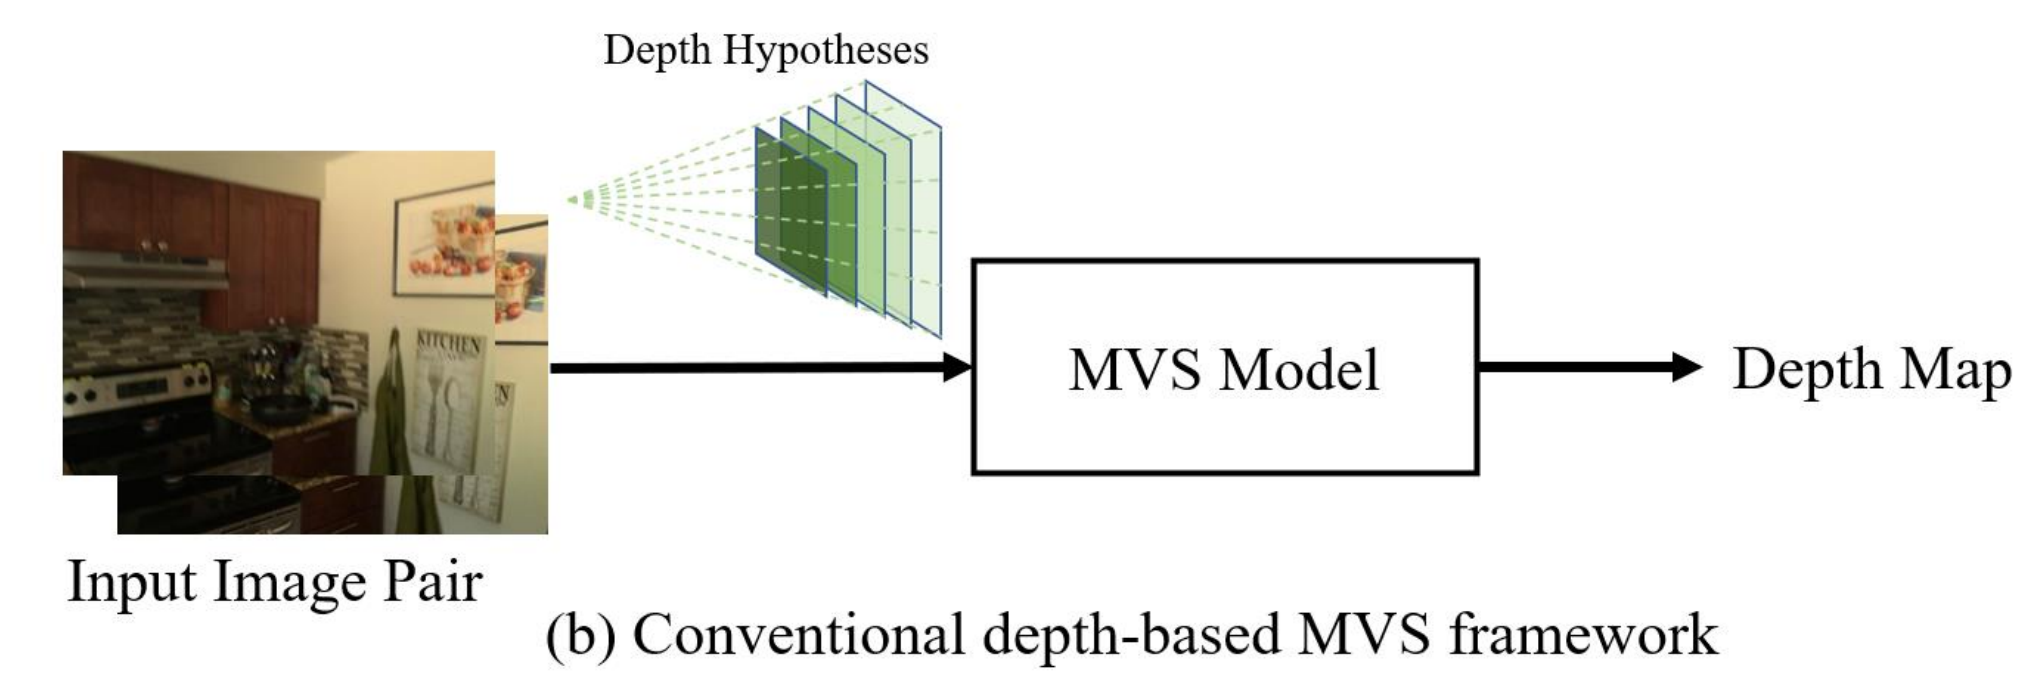 Depth Hypotheses
KITCHEN
N
MVS Model
Depth Map
Input Image Pair
(b) Conventional depth-based MVS framework